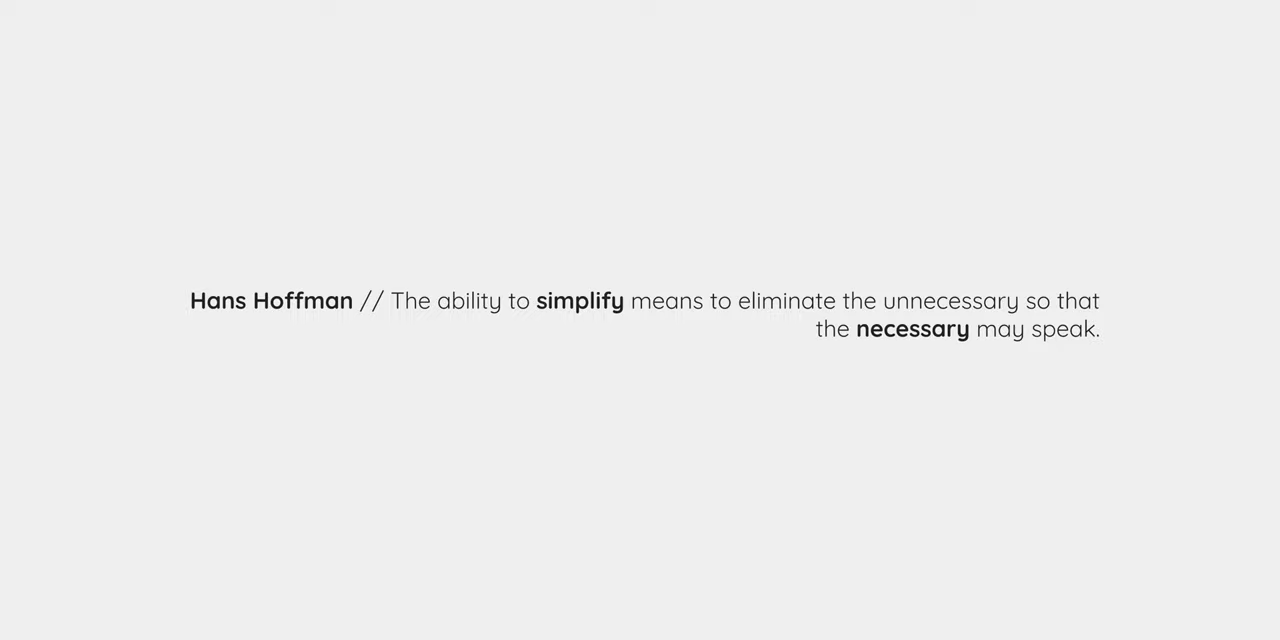 Hans Hoffman // The ability to simplify means to eliminate the unnecessary so that
the necessary may speak.